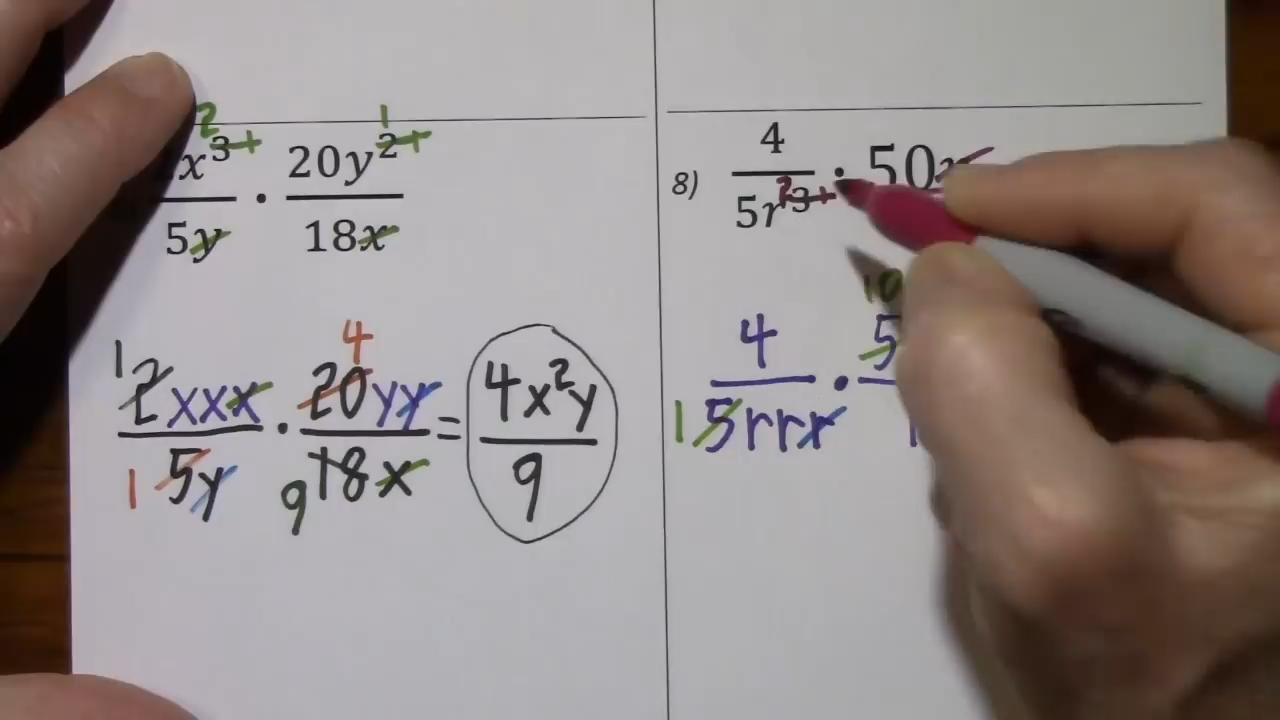 2 1
x³ · 20y²
5y 18x
1 4
2xxx · 20yy = 4x²y
1 5y 9 18x 9
8) 4 · 50
5r³ 2
10
4 · 5
1 5rrr